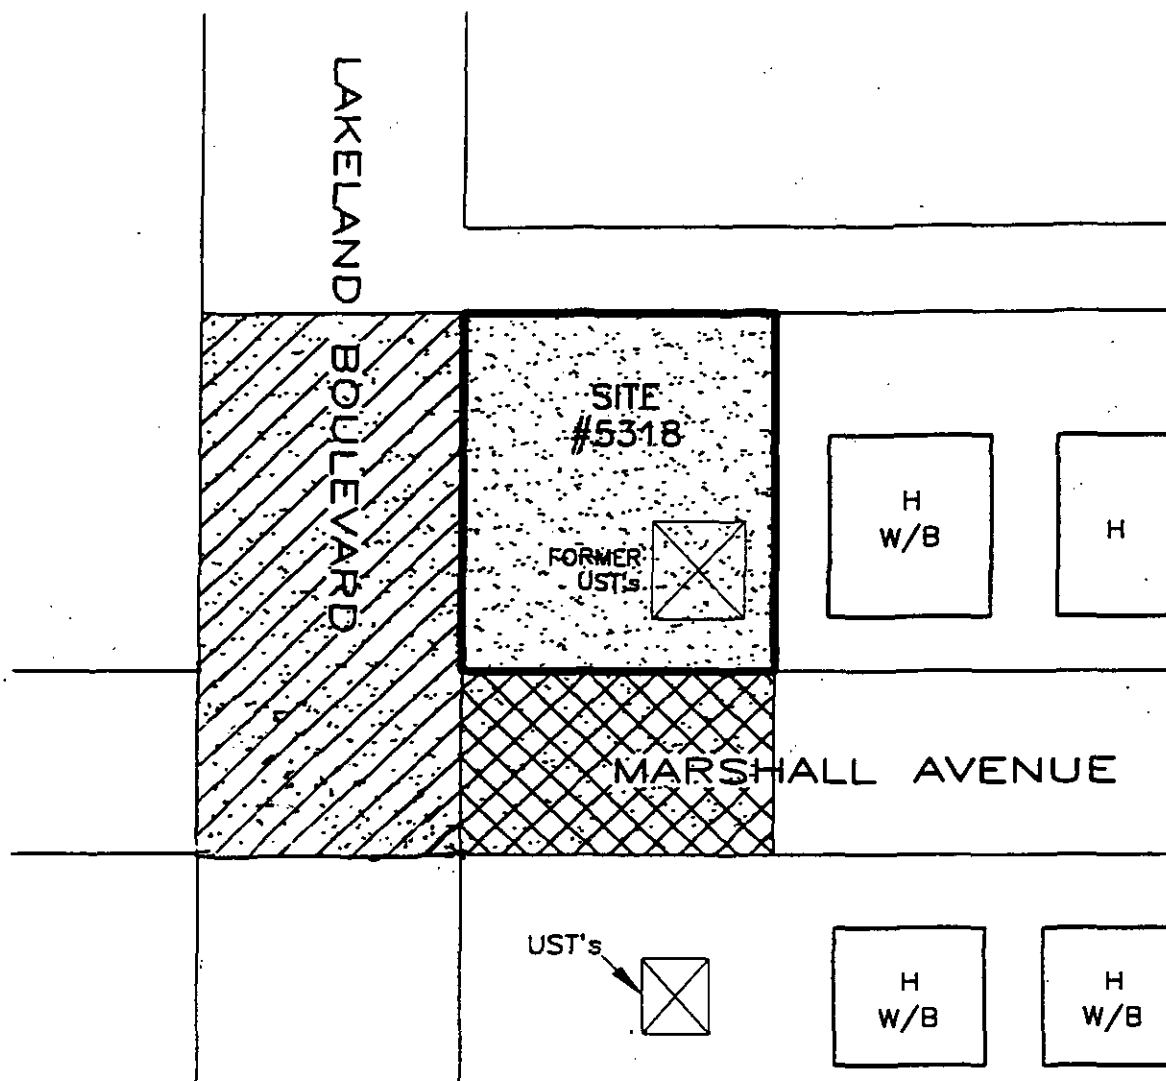 LAKELAND BOULEVARD
SITE
#5318
FORMER
UST's
H
W/B
H
MARSHALL AVENUE
UST's
H
W/B
H
W/B